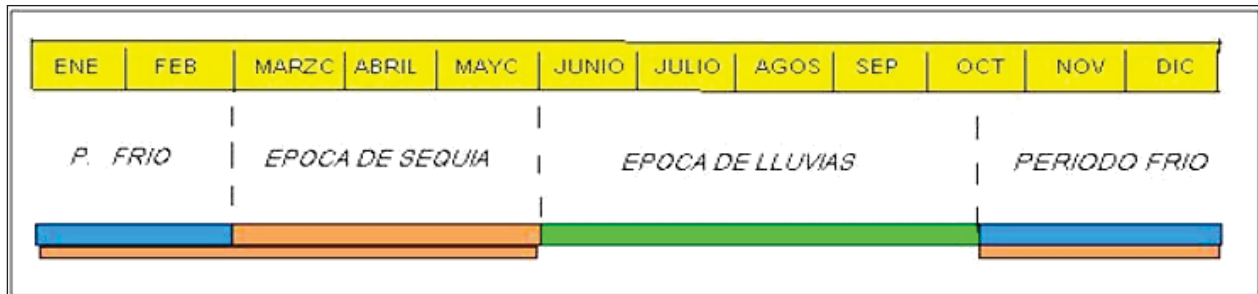 ENE FEB MARZC ABRIL MAYC JUNIO JULIO AGOS SEP OCT NOV DIC
P. FRIO EPOCA DE SEQUIA EPOCA DE LLUVIAS PERIODO FRIO